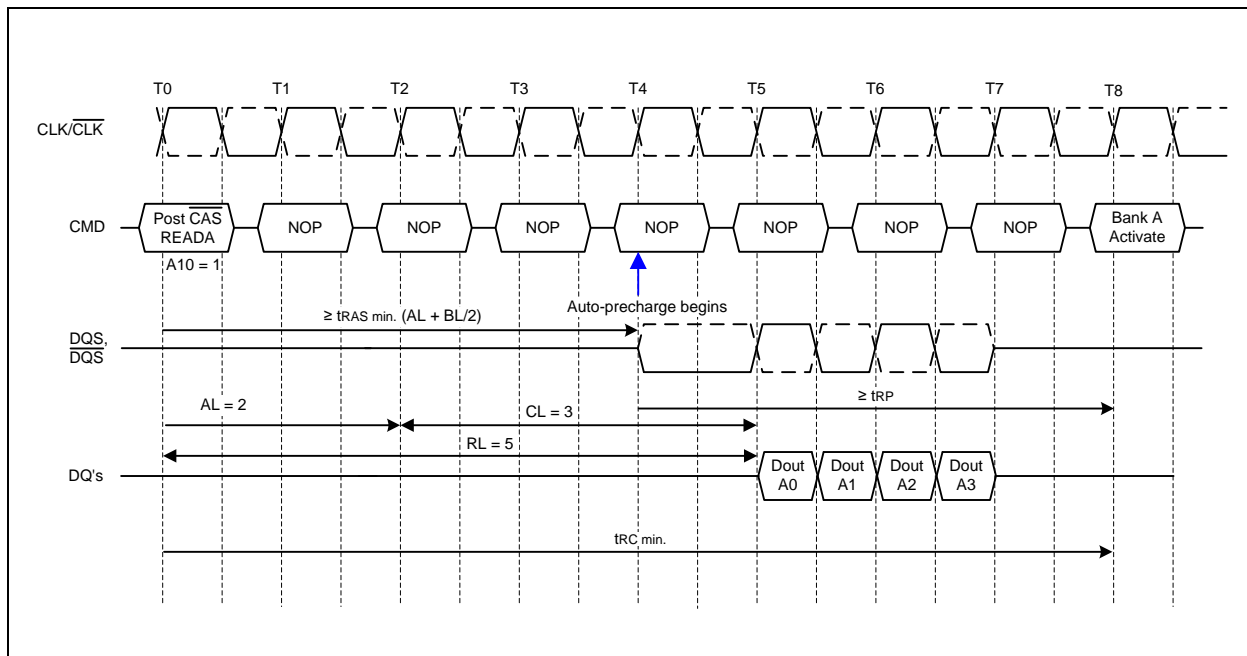 T0 T1 T2 T3 T4 T5 T6 T7 T8
CLK/CLK
CMD
Post CAS
READA
NOP NOP NOP NOP NOP NOP NOP
Bank A
Activate
A10 = 1
Auto-precharge begins
≥ tRAS min. (AL + BL/2)
DQS,
DQS
≥ tRP
AL = 2
CL = 3
RL = 5
DQ's
Dout
A0
Dout
A1
Dout
A2
Dout
A3
tRC min.